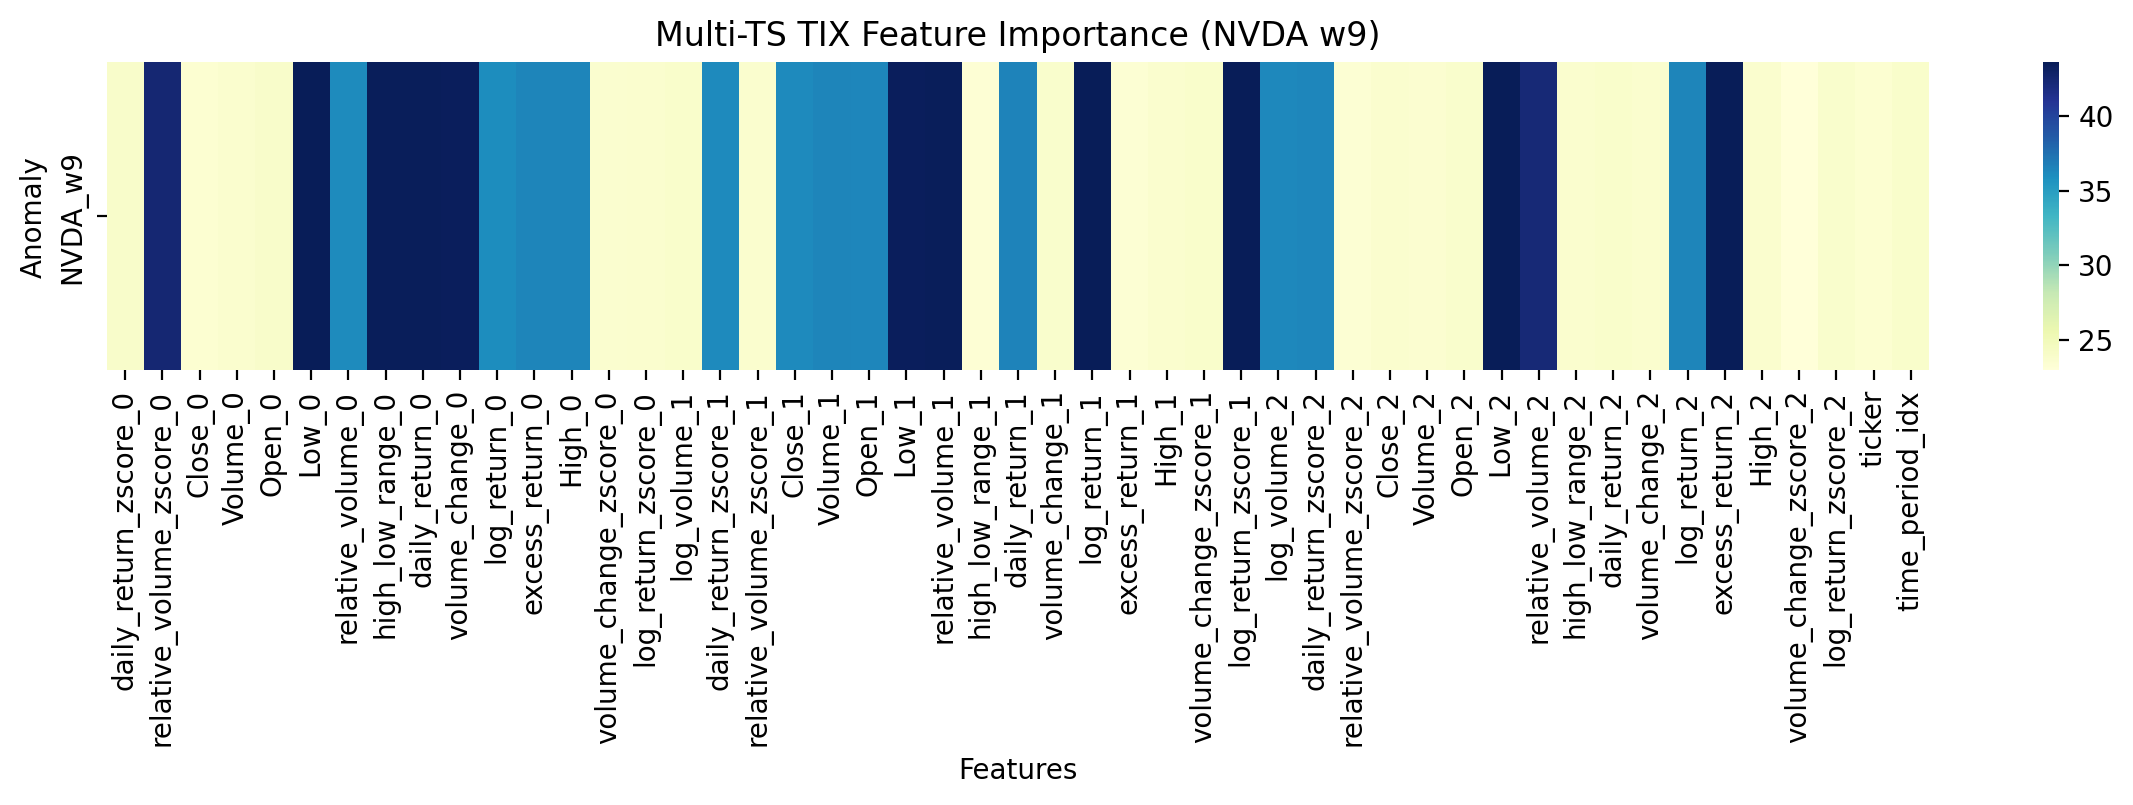 Multi-TS TIX Feature Importance (NVDA w9)
Anomaly
NVDA_w9
40
35
30
25
daily_return_zscore_0
relative_volume_zscore_0
Close_0
Volume_0
Open_0
Low_0
relative_volume_0
high_low_range_0
daily_return_0
volume_change_0
log_return_0
excess_return_0
High_0
volume_change_zscore_0
log_return_zscore_0
log_volume_1
daily_return_zscore_1
relative_volume_zscore_1
Close_1
Volume_1
Open_1
Low_1
relative_volume_1
high_low_range_1
daily_return_1
volume_change_1
log_return_1
excess_return_1
High_1
volume_change_zscore_1
log_return_zscore_1
log_volume_2
daily_return_zscore_2
relative_volume_zscore_2
Close_2
Volume_2
Open_2
Low_2
relative_volume_2
high_low_range_2
daily_return_2
volume_change_2
log_return_2
excess_return_2
High_2
volume_change_zscore_2
log_return_zscore_2
ticker
time_period_idx
Features